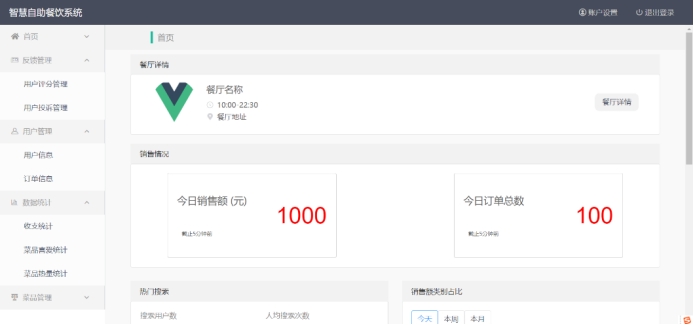 智慧自助餐饮系统
账户设置 退出登录
首页
首页
反馈管理
用户评分管理
用户投诉管理
用户管理
用户信息
订单信息
数据统计
收支统计
菜品售货统计
菜品热量统计
菜品管理
餐厅详情
餐厅名称
10:00-22:30
餐厅地址
餐厅详情
销售情况
今日销售额 (元)
1000
截止5分钟前
今日订单总数
100
截止5分钟前
热门搜索
搜索用户数 人均搜索次数
销售额类别占比
今天 本周 本月